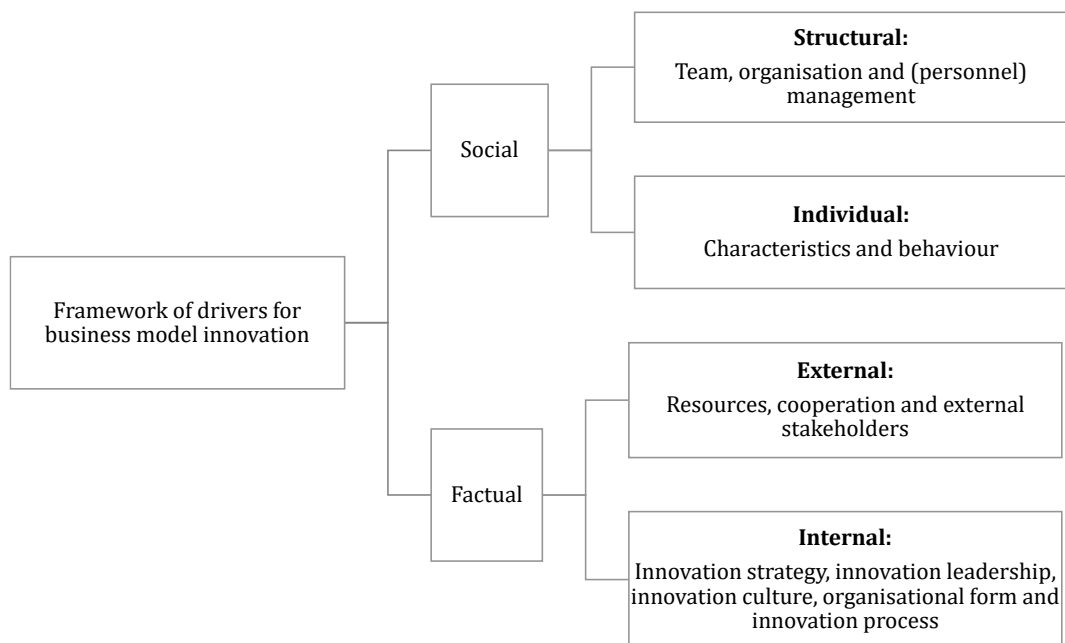 Framework of drivers for
business model innovation
Social
Structural:
Team, organisation and (personnel)
management
Individual:
Characteristics and behaviour
Factual
External:
Resources, cooperation and external
stakeholders
Internal:
Innovation strategy, innovation leadership,
innovation culture, organisational form and
innovation process